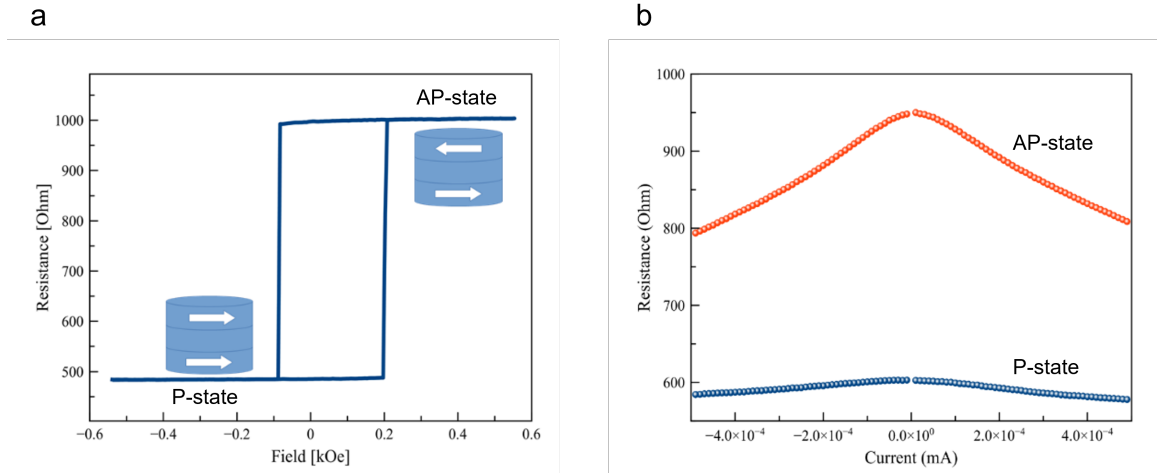 a
AP-state
1000
900
800
700
600
500
P-state
−0.6
−0.4
−0.2
0
0.2
0.4
0.6
Resistance [Ohm]
Field [kOe]
b
1000
900
800
700
600
AP-state
P-state
−4.0×10⁻⁴
−2.0×10⁻⁴
0.0×10⁰
2.0×10⁻⁴
4.0×10⁻⁴
Resistance (Ohm)
Current (mA)